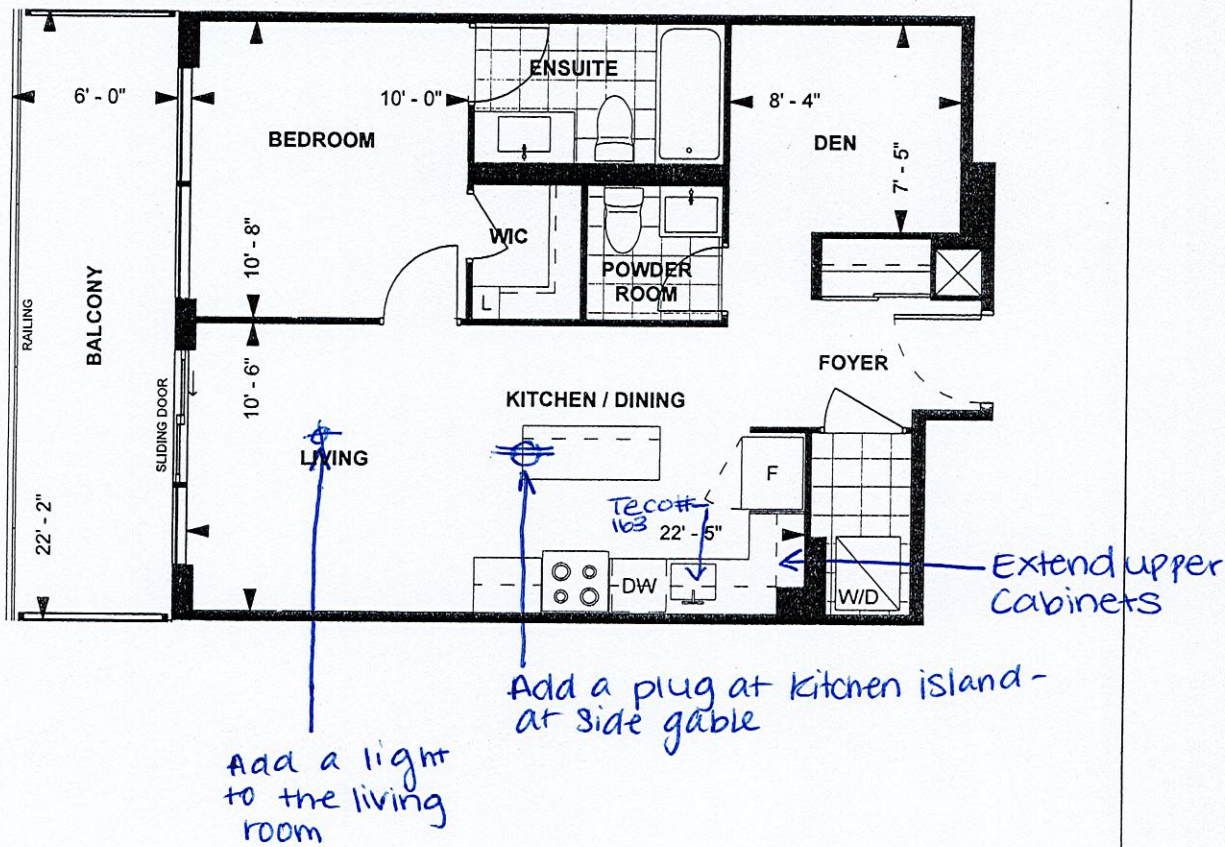 ENSUITE
6' - 0"
10' - 0"
8' - 4"
BEDROOM
DEN
7' - 5"
WIC
10' - 8"
POWDER
ROOM
L
RAILING
BALCONY
SLIDING DOOR
10' - 6"
FOYER
KITCHEN / DINING
LIVING
F
Teco#
163
22' - 5"
22' - 2"
DW
W/D
Extend upper
Cabinets
Add a plug at kitchen island -
at side gable
Add a light
to the living
room